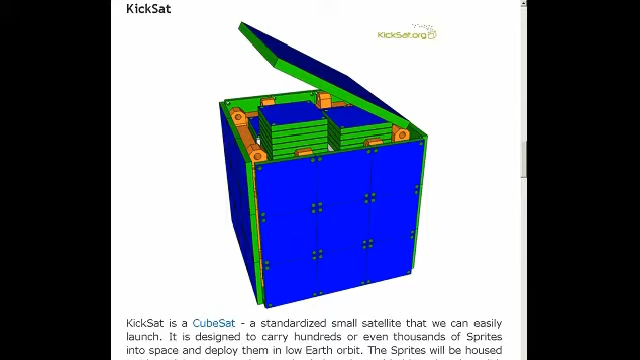 KickSat
KickSat.org
KickSat is a CubeSat - a standardized small satellite that we can easily
launch. It is designed to carry hundreds or even thousands of Sprites
into space and deploy them in low Earth orbit. The Sprites will be housed